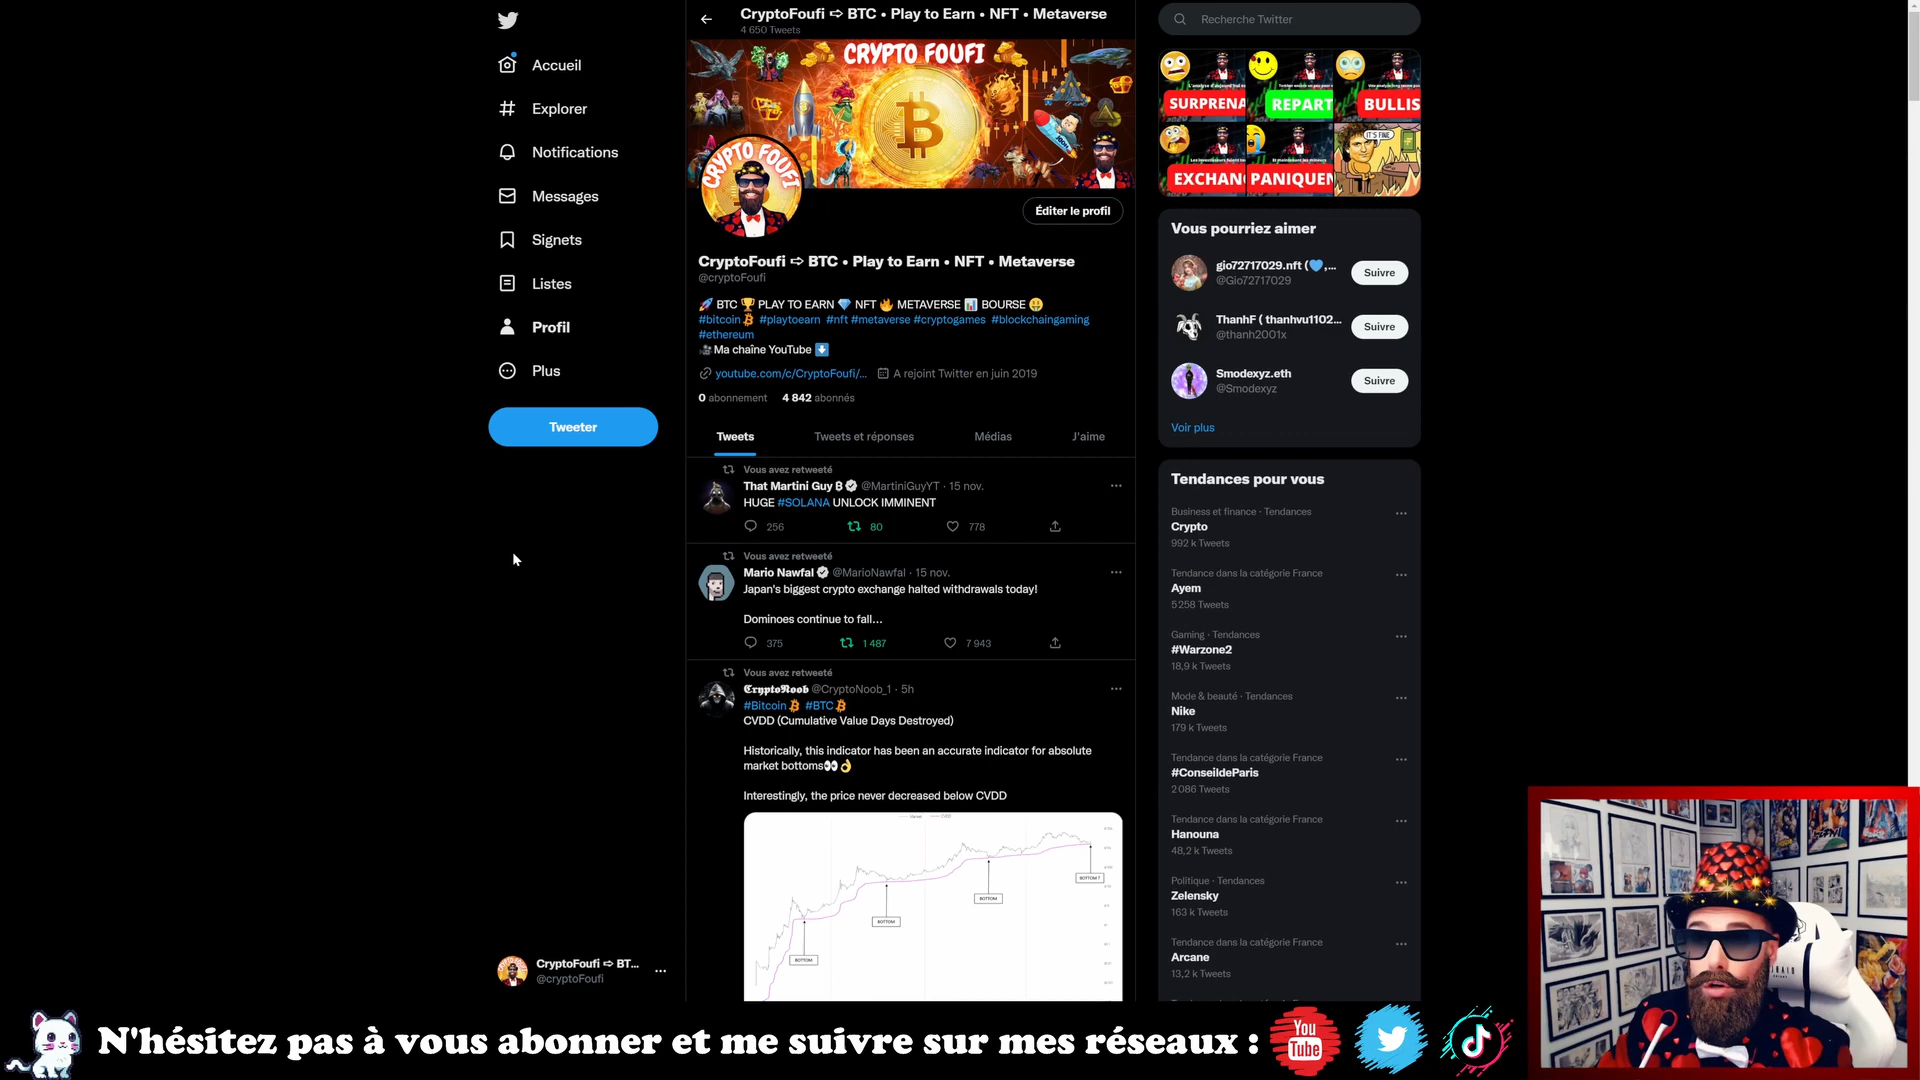 CryptoFoufi ➪ BTC • Play to Earn • NFT • Metaverse
4 650 Tweets
Accueil
Explorer
Notifications
Messages
Signets
Listes
Profil
Plus
Tweeter
CRYPTO FOUFI
CRYPTO FOUFI
Éditer le profil
CryptoFoufi ➪ BTC • Play to Earn • NFT • Metaverse
@cryptoFoufi
🚀 BTC 🏆 PLAY TO EARN 💎 NFT 🔥 METAVERSE 📊 BOURSE 🤑
#bitcoin #playtoearn #nft #metaverse #cryptogames #blockchaingaming
#ethereum
🎥Ma chaîne YouTube ⬇️
youtube.com/c/CryptoFoufi/... A rejoint Twitter en juin 2019
0 abonnement 4 842 abonnés
Tweets Tweets et réponses Médias J'aime
Vous avez retweeté
That Martini Guy ₿ @MartiniGuyYT · 15 nov.
HUGE #SOLANA UNLOCK IMMINENT
256 80 778
Vous avez retweeté
Mario Nawfal @MarioNawfal · 15 nov.
Japan's biggest crypto exchange halted withdrawals today!
Dominoes continue to fall...
375 1 487 7 943
Vous avez retweeté
𝕮𝖗𝖞𝖕𝖙𝖔𝕹𝖔𝖔𝖇 @CryptoNoob_1 · 5h
#Bitcoin #BTC
CVDD (Cumulative Value Days Destroyed)
Historically, this indicator has been an accurate indicator for absolute
market bottoms👀👌
Interestingly, the price never decreased below CVDD
BOTTOM ?
BOTTOM
BOTTOM
BOTTOM
CryptoFoufi ➪ BT...
@cryptoFoufi
Recherche Twitter
SURPRENA
REPART
BULLIS
IT'S FINE
EXCHAN
PANIQUEN
Vous pourriez aimer
gio72717029.nft (💙,...
@Gio72717029
Suivre
ThanhF ( thanhvu1102...
@thanh2001x
Suivre
Smodexyz.eth
@Smodexyz
Suivre
Voir plus
Tendances pour vous
Business et finance · Tendances
Crypto
992 k Tweets
Tendance dans la catégorie France
Ayem
5 258 Tweets
Gaming · Tendances
#Warzone2
18,9 k Tweets
Mode & beauté · Tendances
Nike
179 k Tweets
Tendance dans la catégorie France
#ConseildeParis
2 086 Tweets
Tendance dans la catégorie France
Hanouna
48,2 k Tweets
Politique · Tendances
Zelensky
163 k Tweets
Tendance dans la catégorie France
Arcane
13,2 k Tweets
N'hésitez pas à vous abonner et me suivre sur mes réseaux :
You
Tube